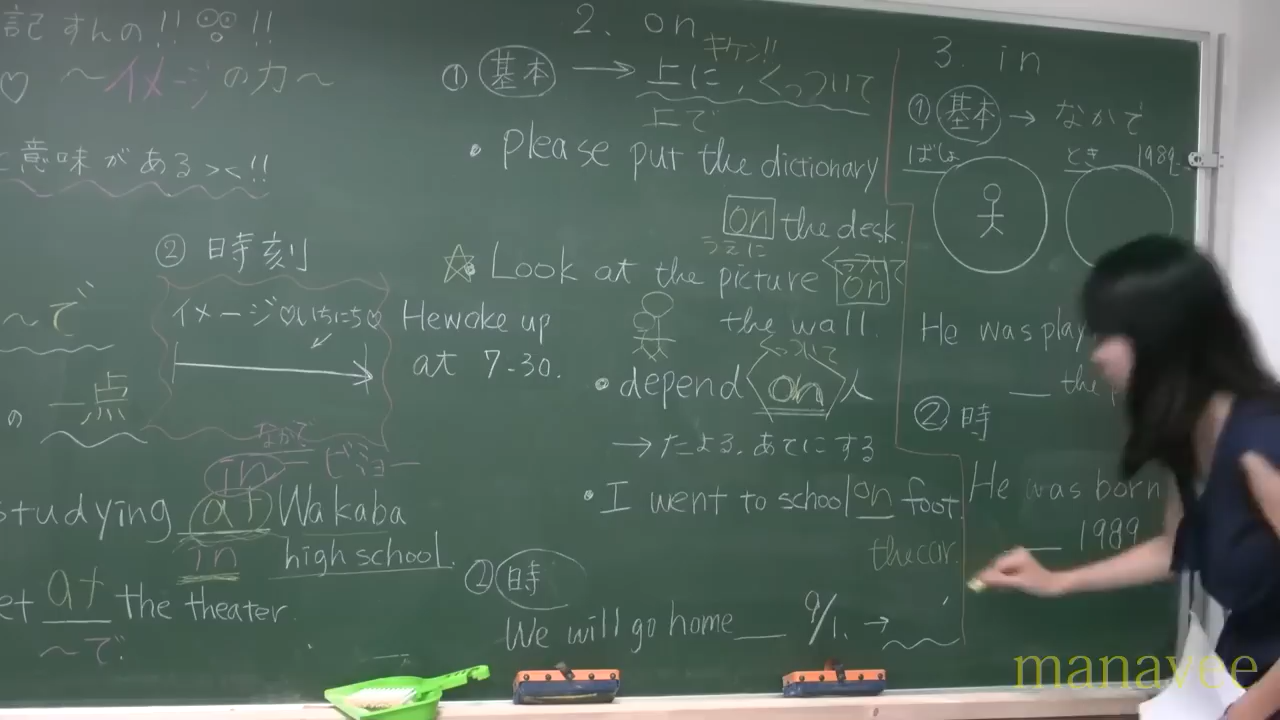 記すんの!! !!
♡ 〜イメージの力〜
意味がある><!!
② 時刻
イメージ♡いちにち♡
〜で
の 一点
He woke up
at 7-30.
なかで
in ビジョー
studying at Wakaba
in high school.
et at the theater.
〜で.
2. on
キケン!!
① 基本 → 上に, くっついて
上で
• please put the dictionary
on the desk.
うえに
☆ Look at the picture on
the wall.
くっついて
• depend on 人
→ たよる. あてにする
• I went to school on foot.
the car.
② 時
We will go home __ 9/1. →
3. in
① 基本 → なかで
ばしょ とき 1989
He was play
__ the
② 時
He was born
__ 1989
manavee